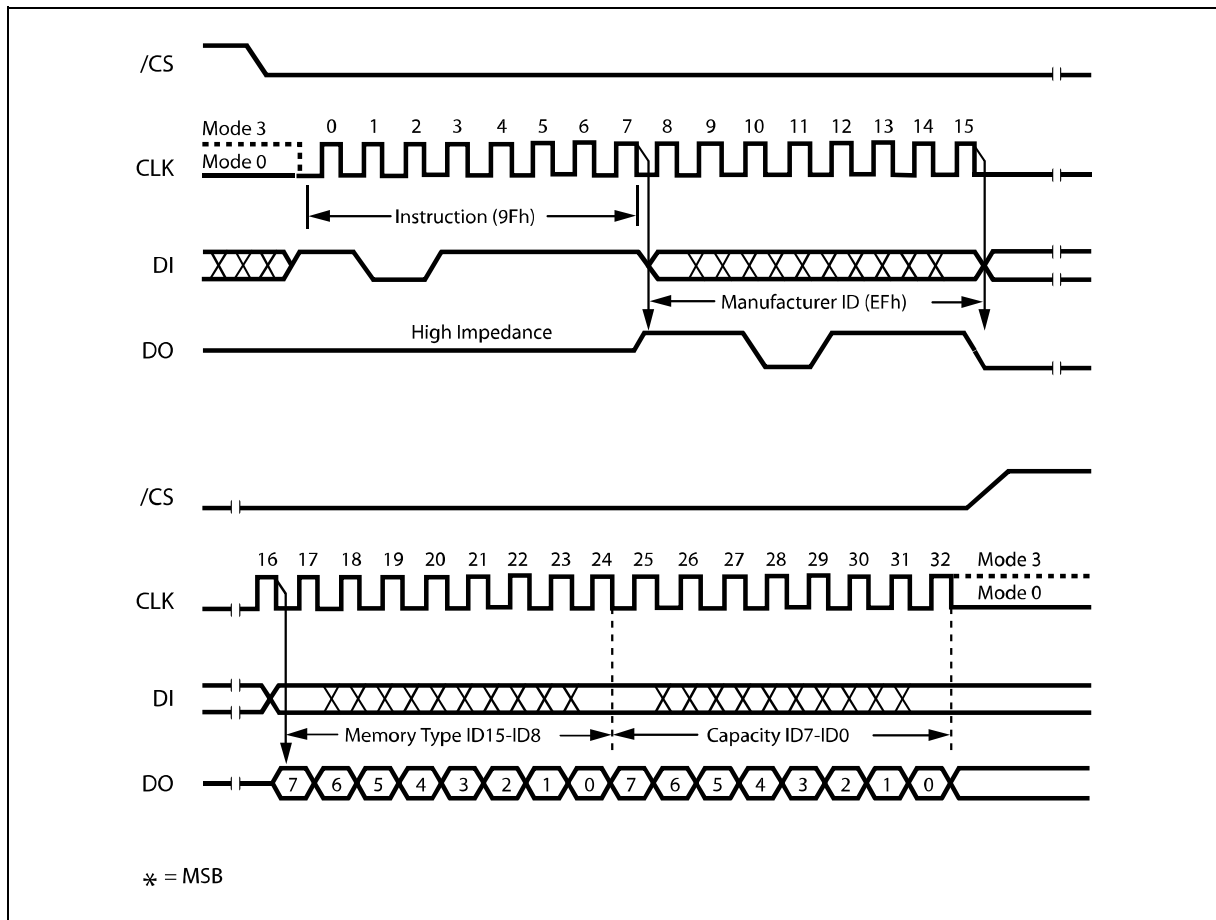 /CS
Mode 3
0 1 2 3 4 5 6 7 8 9 10 11 12 13 14 15
Mode 0
CLK
Instruction (9Fh)
DI
Manufacturer ID (EFh)
High Impedance
DO
/CS
16 17 18 19 20 21 22 23 24 25 26 27 28 29 30 31 32
Mode 3
CLK
Mode 0
DI
Memory Type ID15-ID8
Capacity ID7-ID0
DO
7 6 5 4 3 2 1 0 7 6 5 4 3 2 1 0
* = MSB